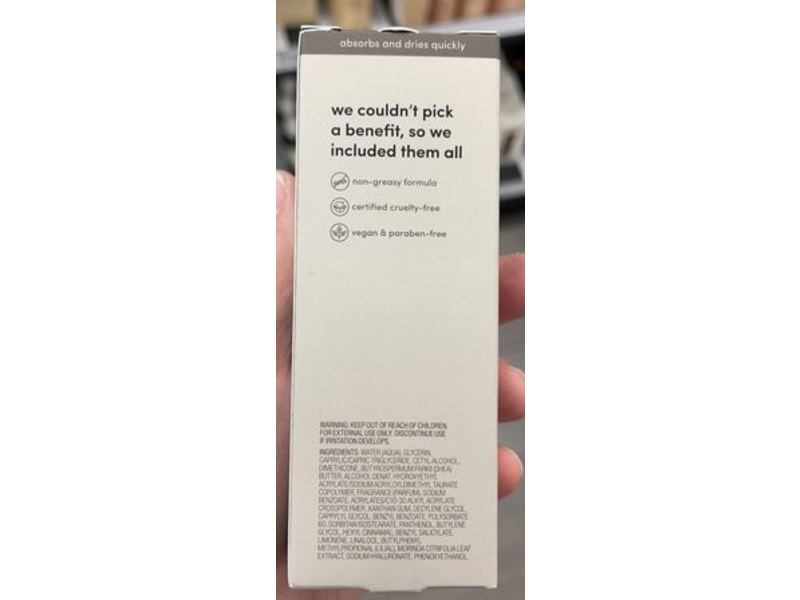 absorbs and dries quickly
we couldn't pick
a benefit, so we
included them all
non-greasy formula
certified cruelty-free
vegan & paraben-free
WARNING: KEEP OUT OF REACH OF CHILDREN
FOR EXTERNAL USE ONLY. DISCONTINUE USE
IF IRRITATION DEVELOPS.
INGREDIENTS: WATER (AQUA), GLYCERIN,
CAPRYLIC/CAPRIC TRIGLYCERIDE, CETYL ALCOHOL,
DIMETHICONE, BUTYROSPERMUM PARKII (SHEA)
BUTTER, ALCOHOL DENAT, HYDROXYETHYL
ACRYLATE/SODIUM ACRYLOYLDIMETHYL TAURATE
COPOLYMER, FRAGRANCE (PARFUM), SODIUM
BENZOATE, ACRYLATES/C10-30 ALKYL ACRYLATE
CROSSPOLYMER, XANTHAN GUM, DECYLENE GLYCOL,
CAPRYLYL GLYCOL, BENZYL BENZOATE, POLYSORBATE
60, SORBITAN ISOSTEARATE, PANTHENOL, BUTYLENE
GLYCOL, HEXYL CINNAMAL, BENZYL SALICYLATE,
LIMONENE, LINALOOL, BUTYLPHENYL
METHYLPROPIONAL (LILIAL), MORINDA CITRIFOLIA LEAF
EXTRACT, SODIUM HYALURONATE, PHENOXYETHANOL.